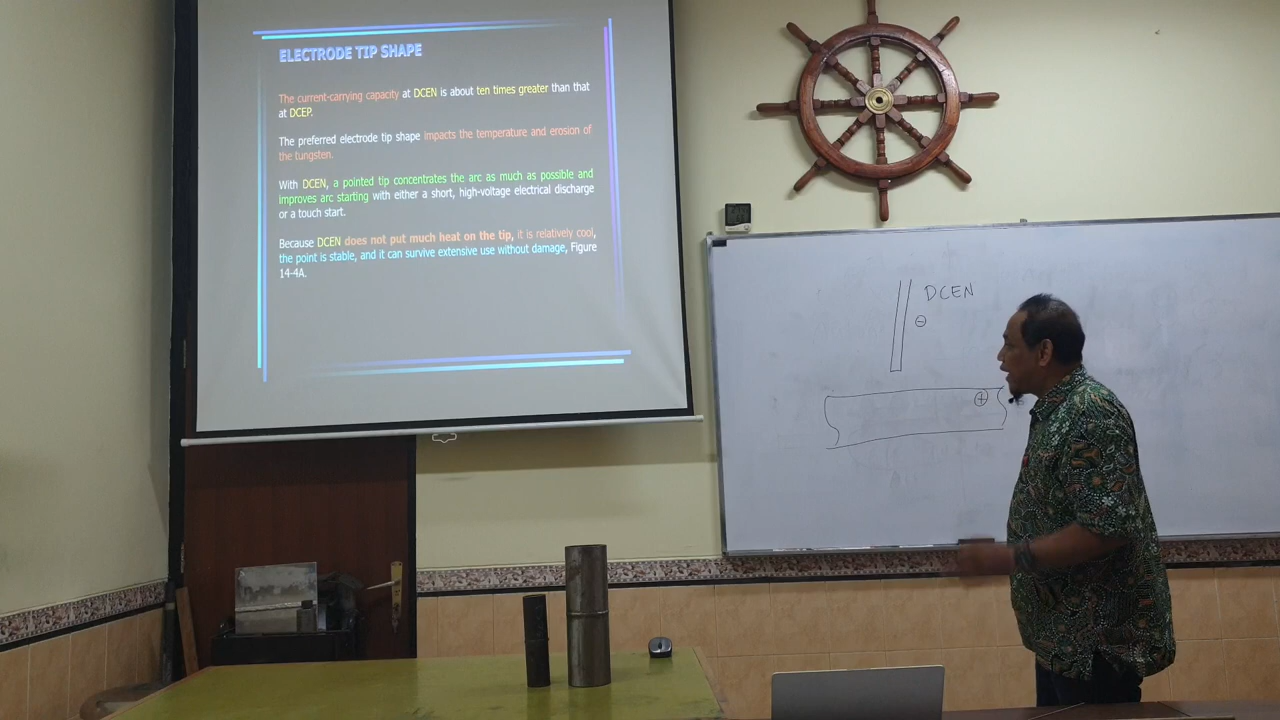 ELECTRODE TIP SHAPE
The current-carrying capacity at DCEN is about ten times greater than that
at DCEP.
The preferred electrode tip shape impacts the temperature and erosion of
the tungsten.
With DCEN, a pointed tip concentrates the arc as much as possible and
improves arc starting with either a short, high-voltage electrical discharge
or a touch start.
Because DCEN does not put much heat on the tip, it is relatively cool,
the point is stable, and it can survive extensive use without damage, Figure
14-4A.
DCEN
-
+